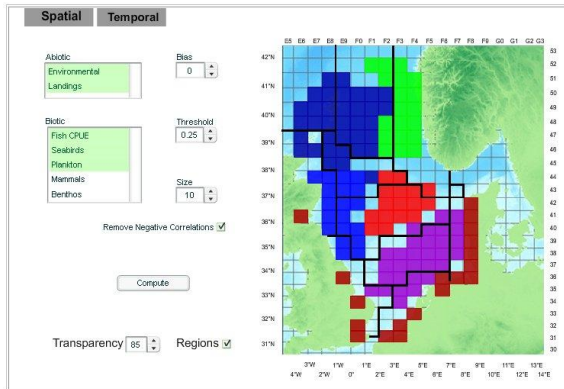 Spatial Temporal
Abiotic
Environmental
Landings
Bias
0
Biotic
Fish CPUE
Seabirds
Plankton
Mammals
Benthos
Threshold
0.25
Size
10
Remove Negative Correlations
Compute
Transparency 85 Regions
E5 E6 E7 E8 E9 F0 F1 F2 F3 F4 F5 F6 F7 F8 F9 G0 G1 G2 G3
42°N
41°N
40°N
39°N
38°N
37°N
36°N
35°N
34°N
33°N
32°N
31°N
53
52
51
50
49
48
47
46
45
44
43
42
41
40
39
38
37
36
35
34
33
32
31
30
3°W 1°W 1°E 3°E 5°E 7°E 9°E 11°E 13°E
4°W 2°W 0° 2°E 4°E 6°E 8°E 10°E 12°E 14°E